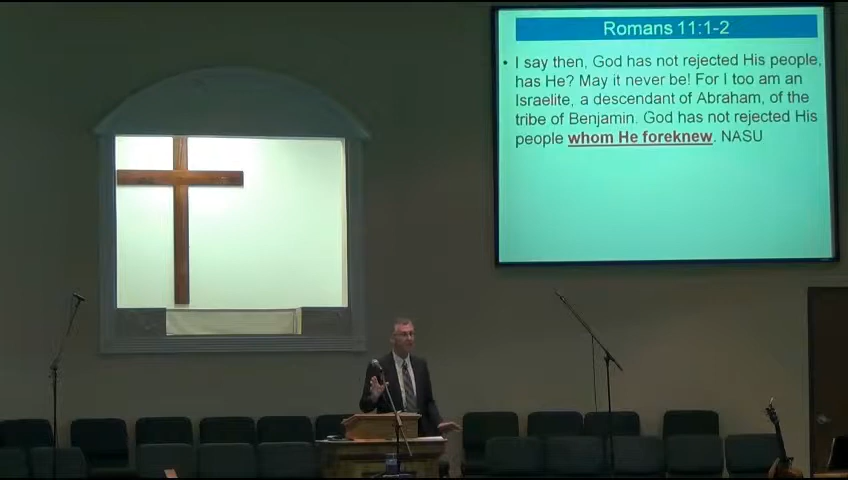 Romans 11:1-2
• I say then, God has not rejected His people,
has He? May it never be! For I too am an
Israelite, a descendant of Abraham, of the
tribe of Benjamin. God has not rejected His
people whom He foreknew. NASU